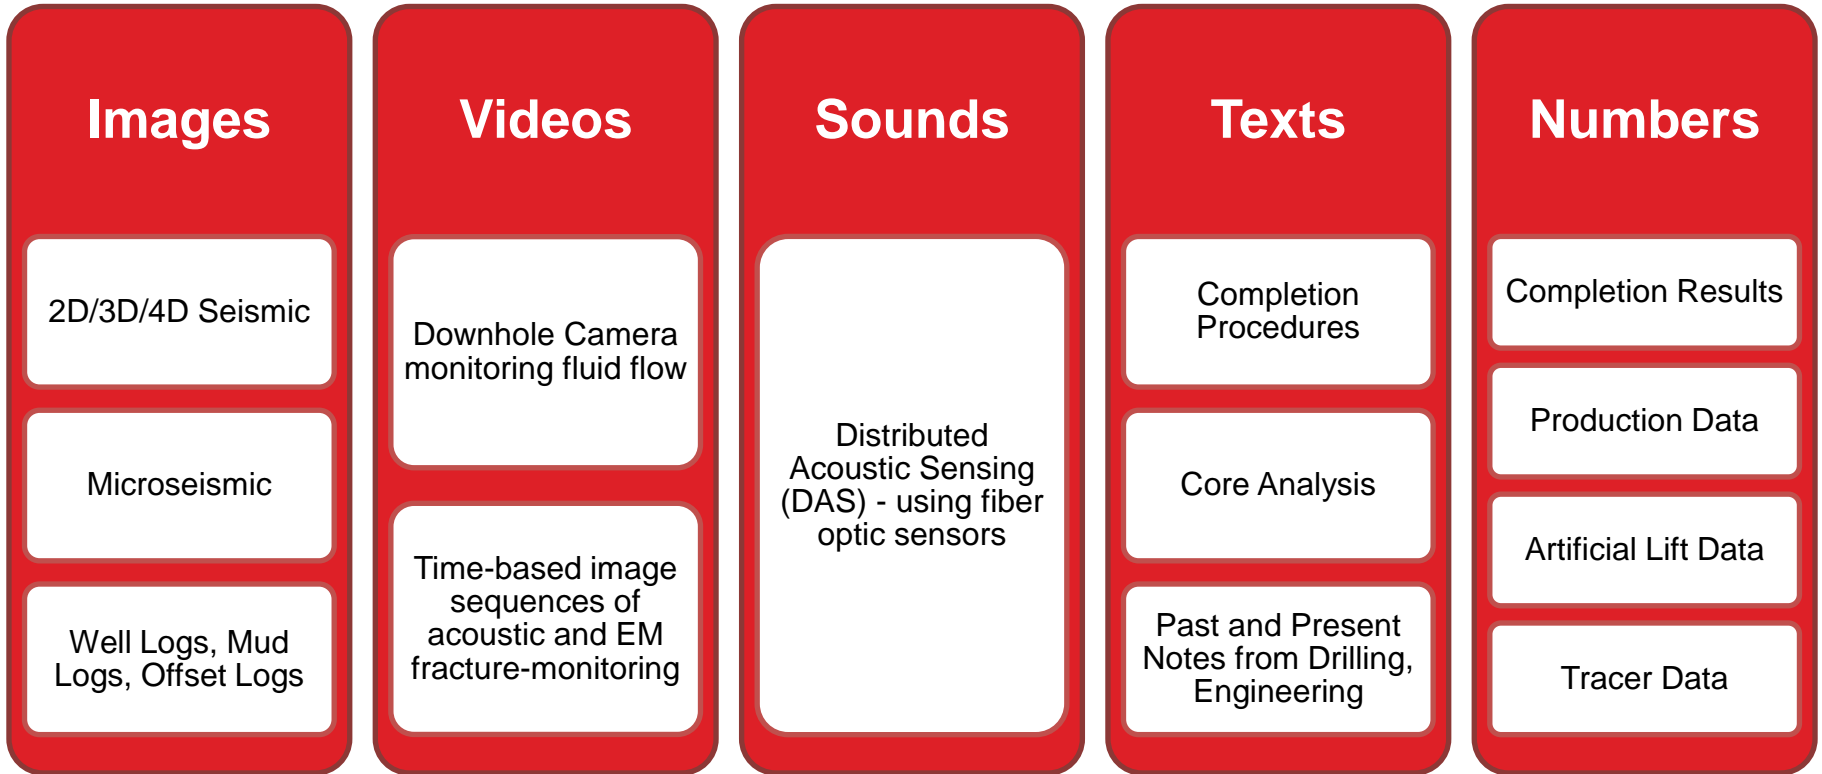 Images
2D/3D/4D Seismic
Microseismic
Well Logs, Mud
Logs, Offset Logs
Videos
Downhole Camera
monitoring fluid flow
Time-based image
sequences of
acoustic and EM
fracture-monitoring
Sounds
Distributed
Acoustic Sensing
(DAS) - using fiber
optic sensors
Texts
Completion
Procedures
Core Analysis
Past and Present
Notes from Drilling,
Engineering
Numbers
Completion Results
Production Data
Artificial Lift Data
Tracer Data